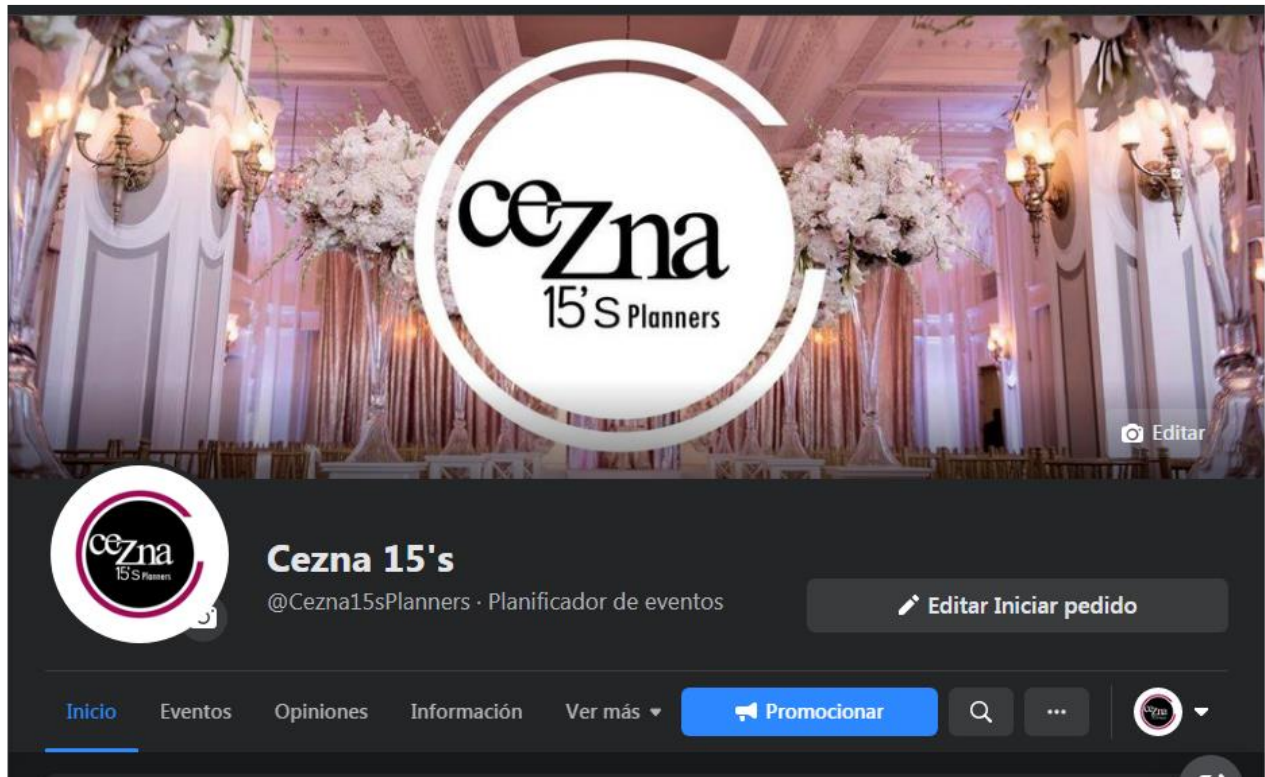 cezna
15'S Planners
Editar
cezna
15'S Planners
Cezna 15's
@Cezna15sPlanners · Planificador de eventos
Editar Iniciar pedido
Inicio Eventos Opiniones Información Ver más Promocionar ...
cezna